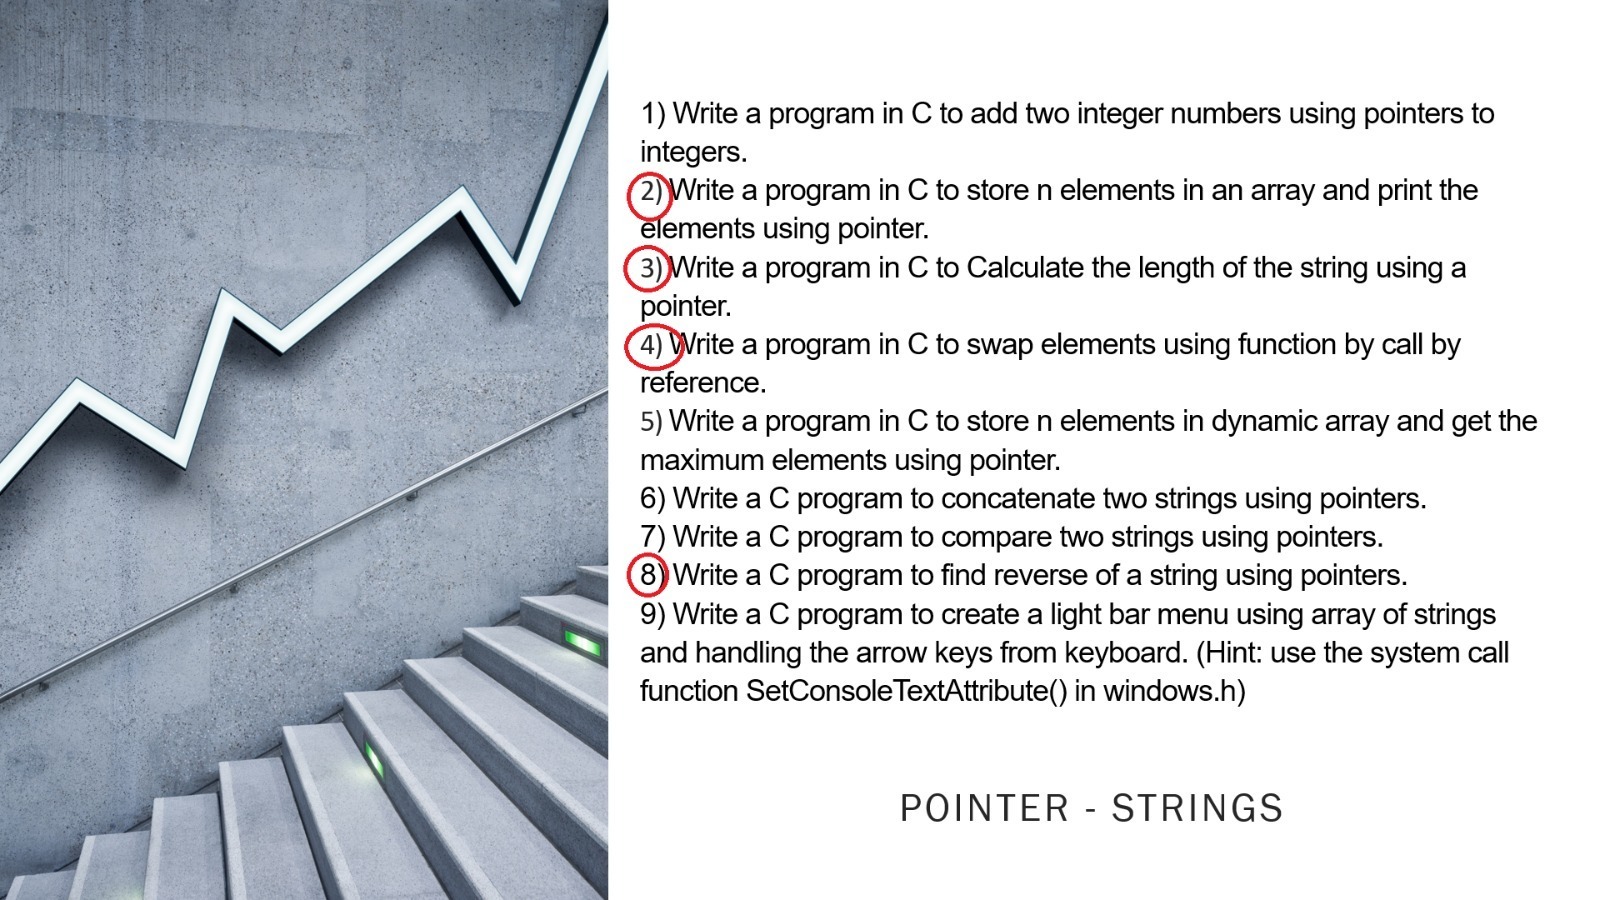 1) Write a program in C to add two integer numbers using pointers to
integers.
2) Write a program in C to store n elements in an array and print the
elements using pointer.
3) Write a program in C to Calculate the length of the string using a
pointer.
4) Write a program in C to swap elements using function by call by
reference.
5) Write a program in C to store n elements in dynamic array and get the
maximum elements using pointer.
6) Write a C program to concatenate two strings using pointers.
7) Write a C program to compare two strings using pointers.
8) Write a C program to find reverse of a string using pointers.
9) Write a C program to create a light bar menu using array of strings
and handling the arrow keys from keyboard. (Hint: use the system call
function SetConsoleTextAttribute() in windows.h)
POINTER - STRINGS